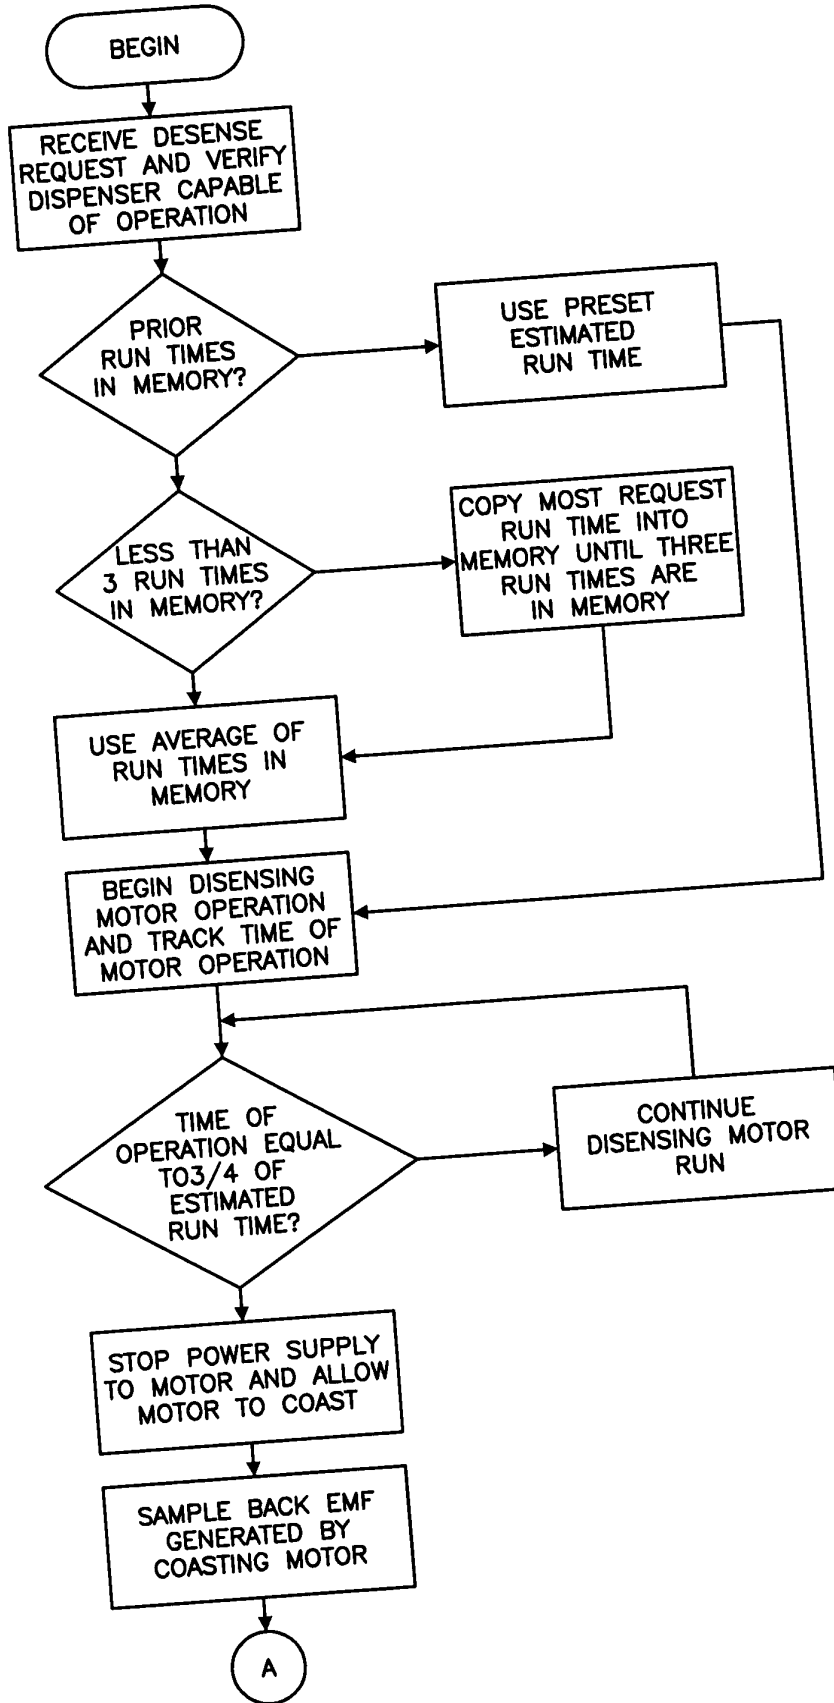 BEGIN
RECEIVE DESENSE
REQUEST AND VERIFY
DISPENSER CAPABLE
OF OPERATION
PRIOR
RUN TIMES
IN MEMORY?
USE PRESET
ESTIMATED
RUN TIME
LESS THAN
3 RUN TIMES
IN MEMORY?
COPY MOST REQUEST
RUN TIME INTO
MEMORY UNTIL THREE
RUN TIMES ARE
IN MEMORY
USE AVERAGE OF
RUN TIMES IN
MEMORY
BEGIN DISENSING
MOTOR OPERATION
AND TRACK TIME OF
MOTOR OPERATION
TIME OF
OPERATION EQUAL
TO3/4 OF
ESTIMATED
RUN TIME?
CONTINUE
DISENSING MOTOR
RUN
STOP POWER SUPPLY
TO MOTOR AND ALLOW
MOTOR TO COAST
SAMPLE BACK EMF
GENERATED BY
COASTING MOTOR
A